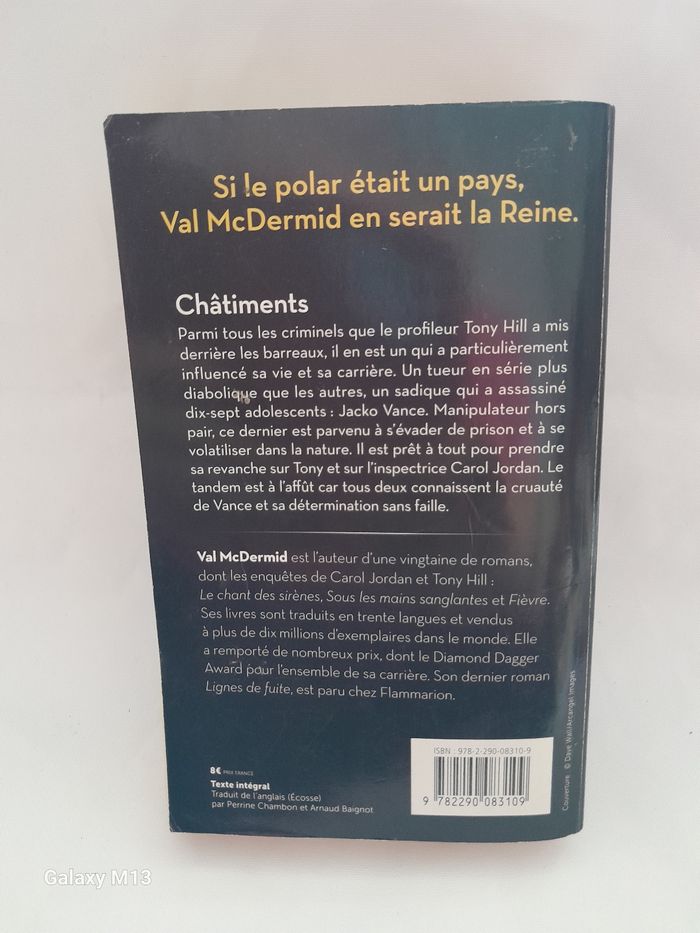 Si le polar était un pays,
Val McDermid en serait la Reine.
Châtiments
Parmi tous les criminels que le profileur Tony Hill a mis
derrière les barreaux, il en est un qui a particulièrement
influencé sa vie et sa carrière. Un tueur en série plus
diabolique que les autres, un sadique qui a assassiné
dix-sept adolescents : Jacko Vance. Manipulateur hors
pair, ce dernier est parvenu à s'évader de prison et à se
volatiliser dans la nature. Il est prêt à tout pour prendre
sa revanche sur Tony et sur l'inspectrice Carol Jordan. Le
tandem est à l'affût car tous deux connaissent la cruauté
de Vance et sa détermination sans faille.
Val McDermid est l'auteur d'une vingtaine de romans,
dont les enquêtes de Carol Jordan et Tony Hill :
Le chant des sirènes, Sous les mains sanglantes et Fièvre.
Ses livres sont traduits en trente langues et vendus
à plus de dix millions d'exemplaires dans le monde. Elle
a remporté de nombreux prix, dont le Diamond Dagger
Award pour l'ensemble de sa carrière. Son dernier roman
Lignes de fuite, est paru chez Flammarion.
8€ PRIX FRANCE
Texte intégral
Traduit de l'anglais (Écosse)
par Perrine Chambon et Arnaud Baignot
ISBN : 978-2-290-08310-9
9 782290 083109
Couverture © Dave Wall/Arcangel Images
Galaxy M13